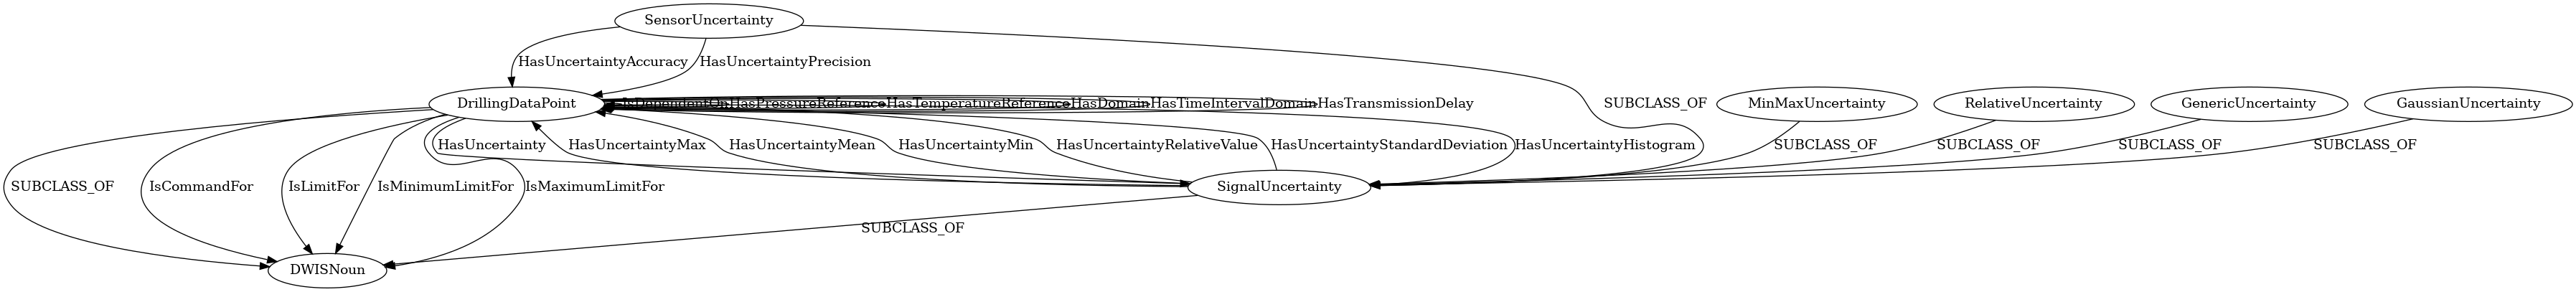 SensorUncertainty
HasUncertaintyAccuracy
HasUncertaintyPrecision
DrillingDataPoint
IsDependentOn
HasPressureReference
HasTemperatureReference
HasDomain
HasTimeIntervalDomain
HasTransmissionDelay
SUBCLASS_OF
MinMaxUncertainty
RelativeUncertainty
GenericUncertainty
GaussianUncertainty
HasUncertainty
HasUncertaintyMax
HasUncertaintyMean
HasUncertaintyMin
HasUncertaintyRelativeValue
HasUncertaintyStandardDeviation
HasUncertaintyHistogram
SUBCLASS_OF
SUBCLASS_OF
SUBCLASS_OF
SUBCLASS_OF
SUBCLASS_OF
IsCommandFor
IsLimitFor
IsMinimumLimitFor
IsMaximumLimitFor
SignalUncertainty
SUBCLASS_OF
DWISNoun